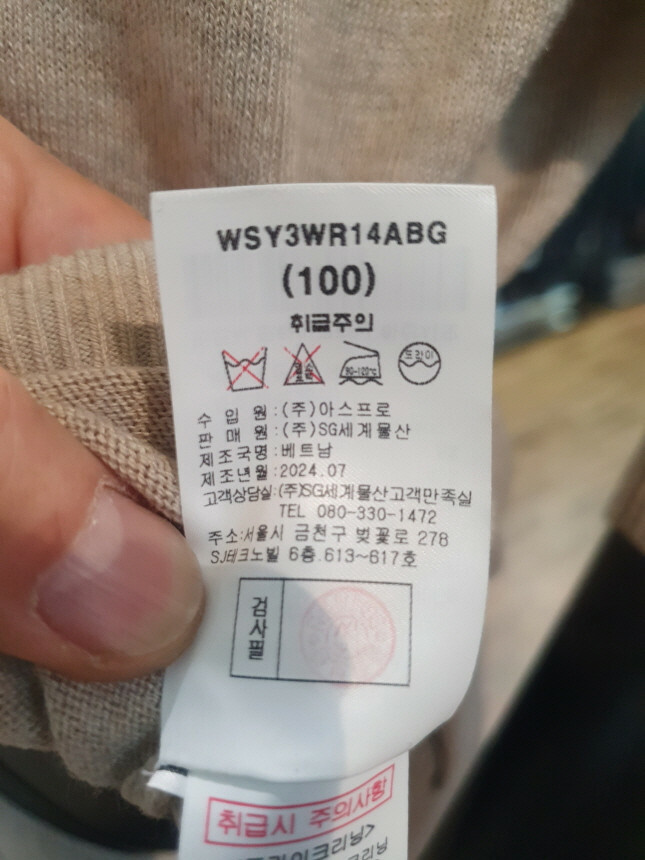 WSY3WR14ABG
(100)
취급주의
염소 80-120℃ 드라이
수 입 원:(주)아스프로
판 매 원:(주)SG세계물산
제조국명:베트남
제조년월:2024.07
고객상담실:(주)SG세계물산고객만족실
TEL 080-330-1472
주소:서울시 금천구 벚꽃로 278
SJ테크노빌 6층.613~617호
검사필
취급시 주의사항